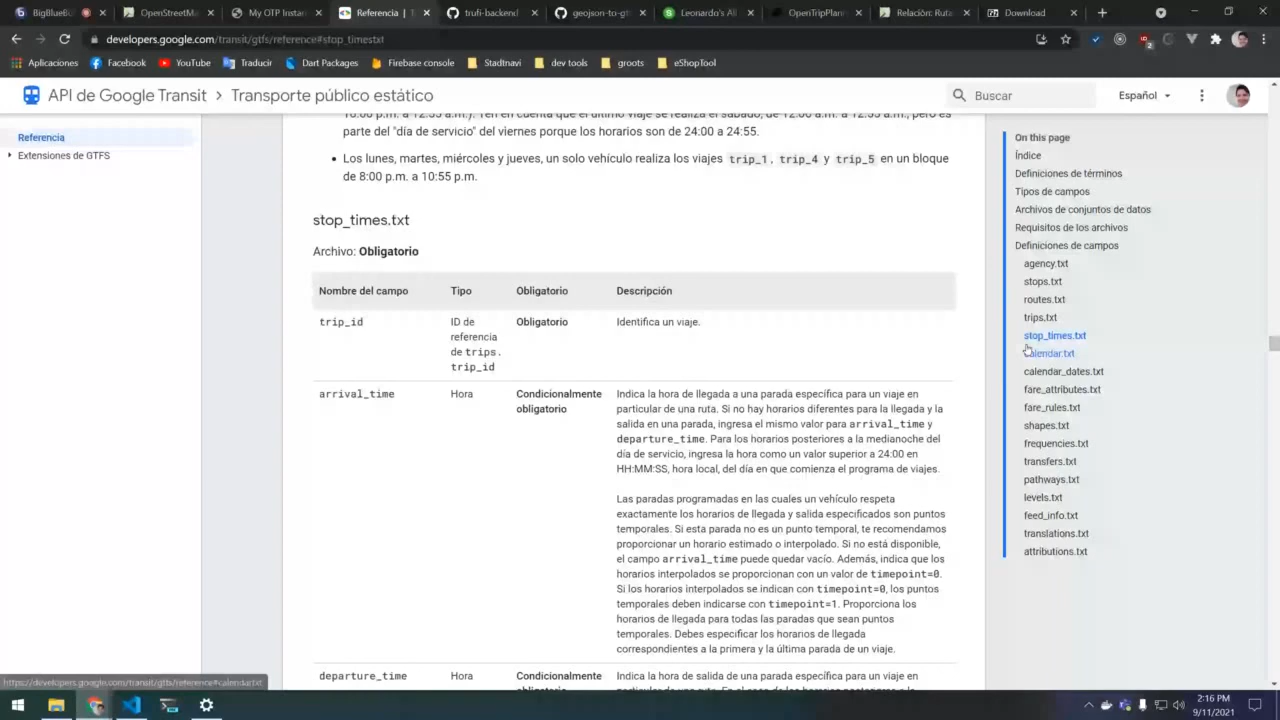 BigBlueB
OpenStreetMa
My OTP Instan
Referencia | T
trufi-backend
geojson-to-gt
Leonardo's Al
OpenTripPlann
Relación: Ruta
Download
developers.google.com/transit/gtfs/reference#stop_timestxt
2
Aplicaciones
Facebook
YouTube
Traducir
Dart Packages
Firebase console
Stadtnavi
dev tools
groots
eShopTool
API de Google Transit > Transporte público estático
Buscar
Español
Referencia
Extensiones de GTFS
parte del "día de servicio" del viernes porque los horarios son de 24:00 a 24:55.
• Los lunes, martes, miércoles y jueves, un solo vehículo realiza los viajes trip_1, trip_4 y trip_5 en un bloque
de 8:00 p.m. a 10:55 p.m.
stop_times.txt
Archivo: Obligatorio
Nombre del campo Tipo Obligatorio Descripción
trip_id
ID de
referencia
de trips.
trip_id
Obligatorio
Identifica un viaje.
arrival_time
Hora
Condicionalmente
obligatorio
Indica la hora de llegada a una parada específica para un viaje en
particular de una ruta. Si no hay horarios diferentes para la llegada y la
salida en una parada, ingresa el mismo valor para arrival_time y
departure_time. Para los horarios posteriores a la medianoche del
día de servicio, ingresa la hora como un valor superior a 24:00 en
HH:MM:SS, hora local, del día en que comienza el programa de viajes.
Las paradas programadas en las cuales un vehículo respeta
exactamente los horarios de llegada y salida especificados son puntos
temporales. Si esta parada no es un punto temporal, te recomendamos
proporcionar un horario estimado o interpolado. Si no está disponible,
el campo arrival_time puede quedar vacío. Además, indica que los
horarios interpolados se proporcionan con un valor de timepoint=0.
Si los horarios interpolados se indican con timepoint=0, los puntos
temporales deben indicarse con timepoint=1. Proporciona los
horarios de llegada para todas las paradas que sean puntos
temporales. Debes especificar los horarios de llegada
correspondientes a la primera y la última parada de un viaje.
departure_time
Hora
Condicionalmente
obligatorio
Indica la hora de salida de una parada específica para un viaje en
On this page
Índice
Definiciones de términos
Tipos de campos
Archivos de conjuntos de datos
Requisitos de los archivos
Definiciones de campos
agency.txt
stops.txt
routes.txt
trips.txt
stop_times.txt
calendar.txt
calendar_dates.txt
fare_attributes.txt
fare_rules.txt
shapes.txt
frequencies.txt
transfers.txt
pathways.txt
levels.txt
feed_info.txt
translations.txt
attributions.txt
https://developers.google.com/transit/gtfs/reference#calendartxt
2:16 PM
9/11/2021